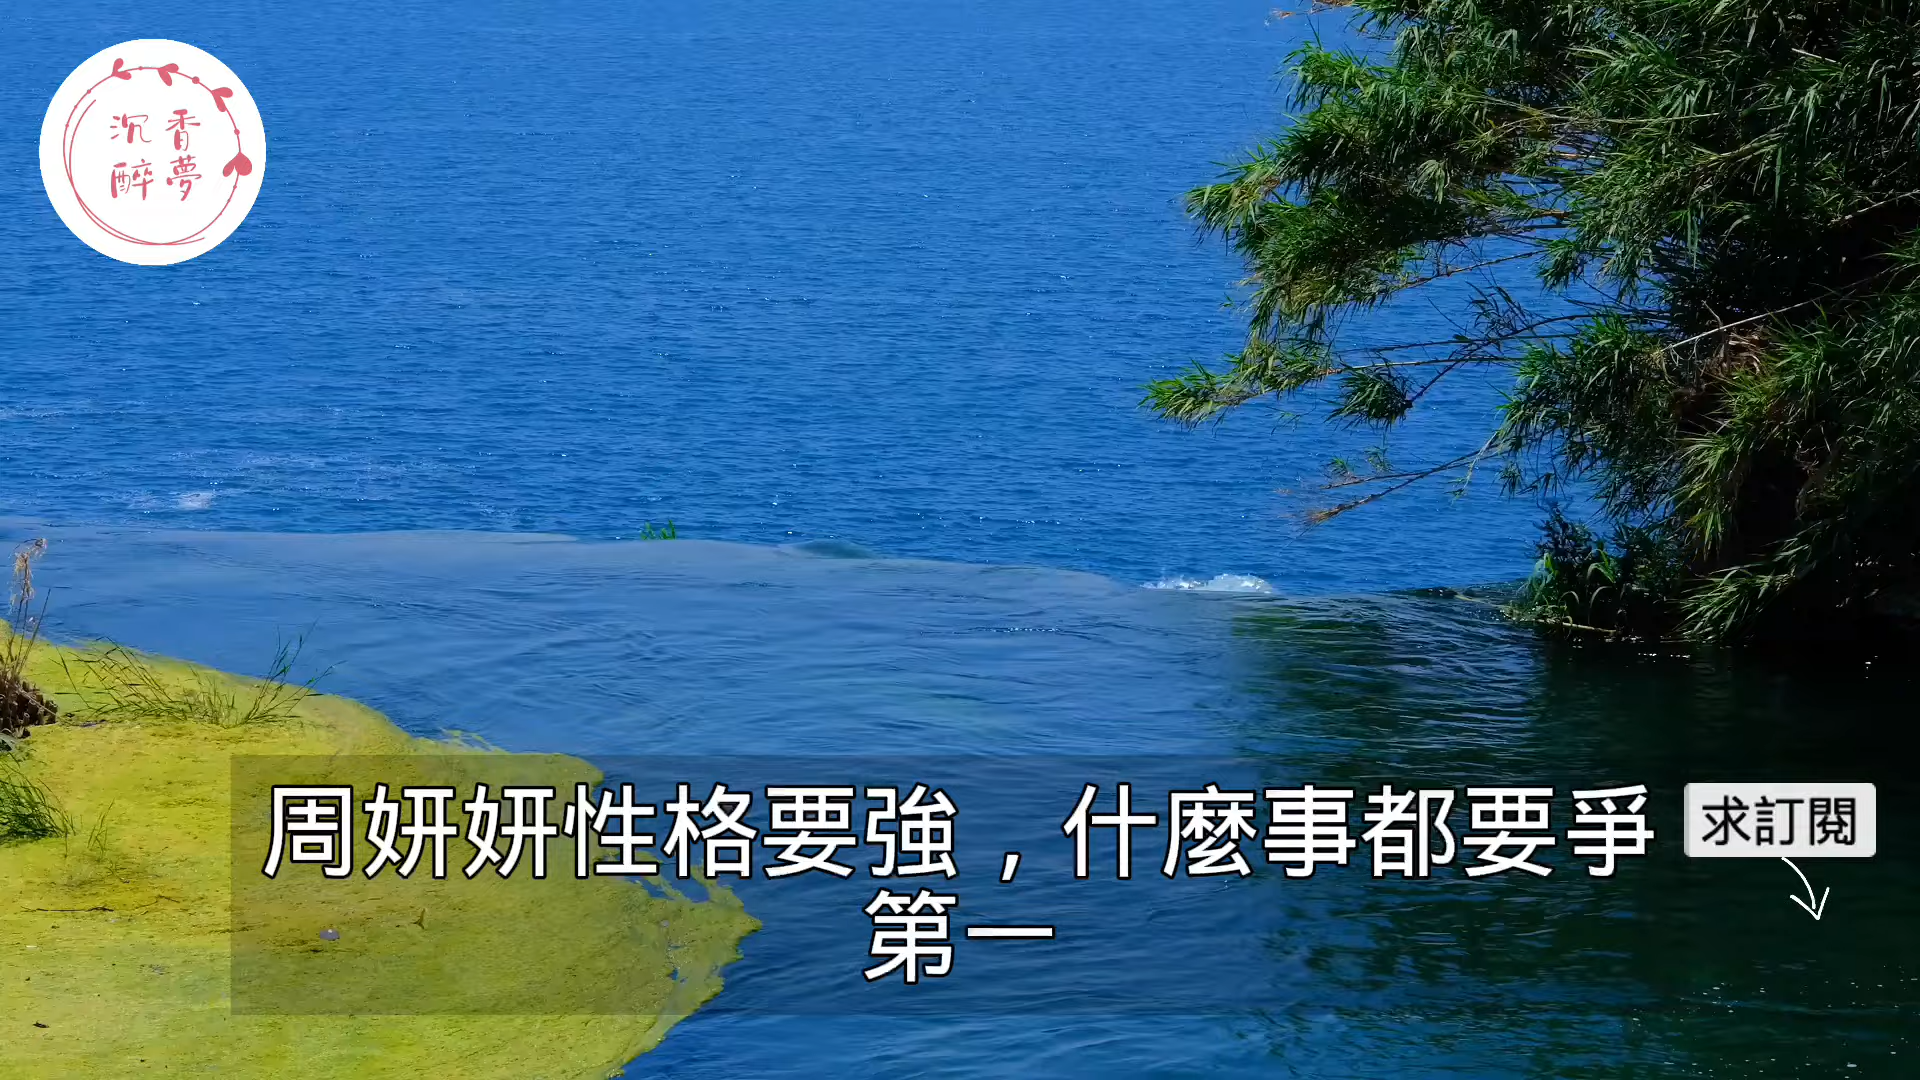 沉香
醉夢
周妍妍性格要強，什麼事都要爭
第一
求訂閱